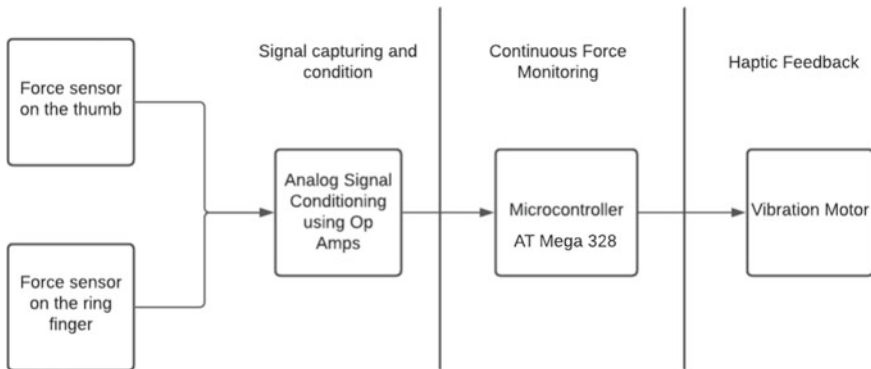 Signal capturing and
condition
Continuous Force
Monitoring
Haptic Feedback
Force sensor
on the thumb
Analog Signal
Conditioning
using Op
Amps
Microcontroller
AT Mega 328
Vibration Motor
Force sensor
on the ring
finger